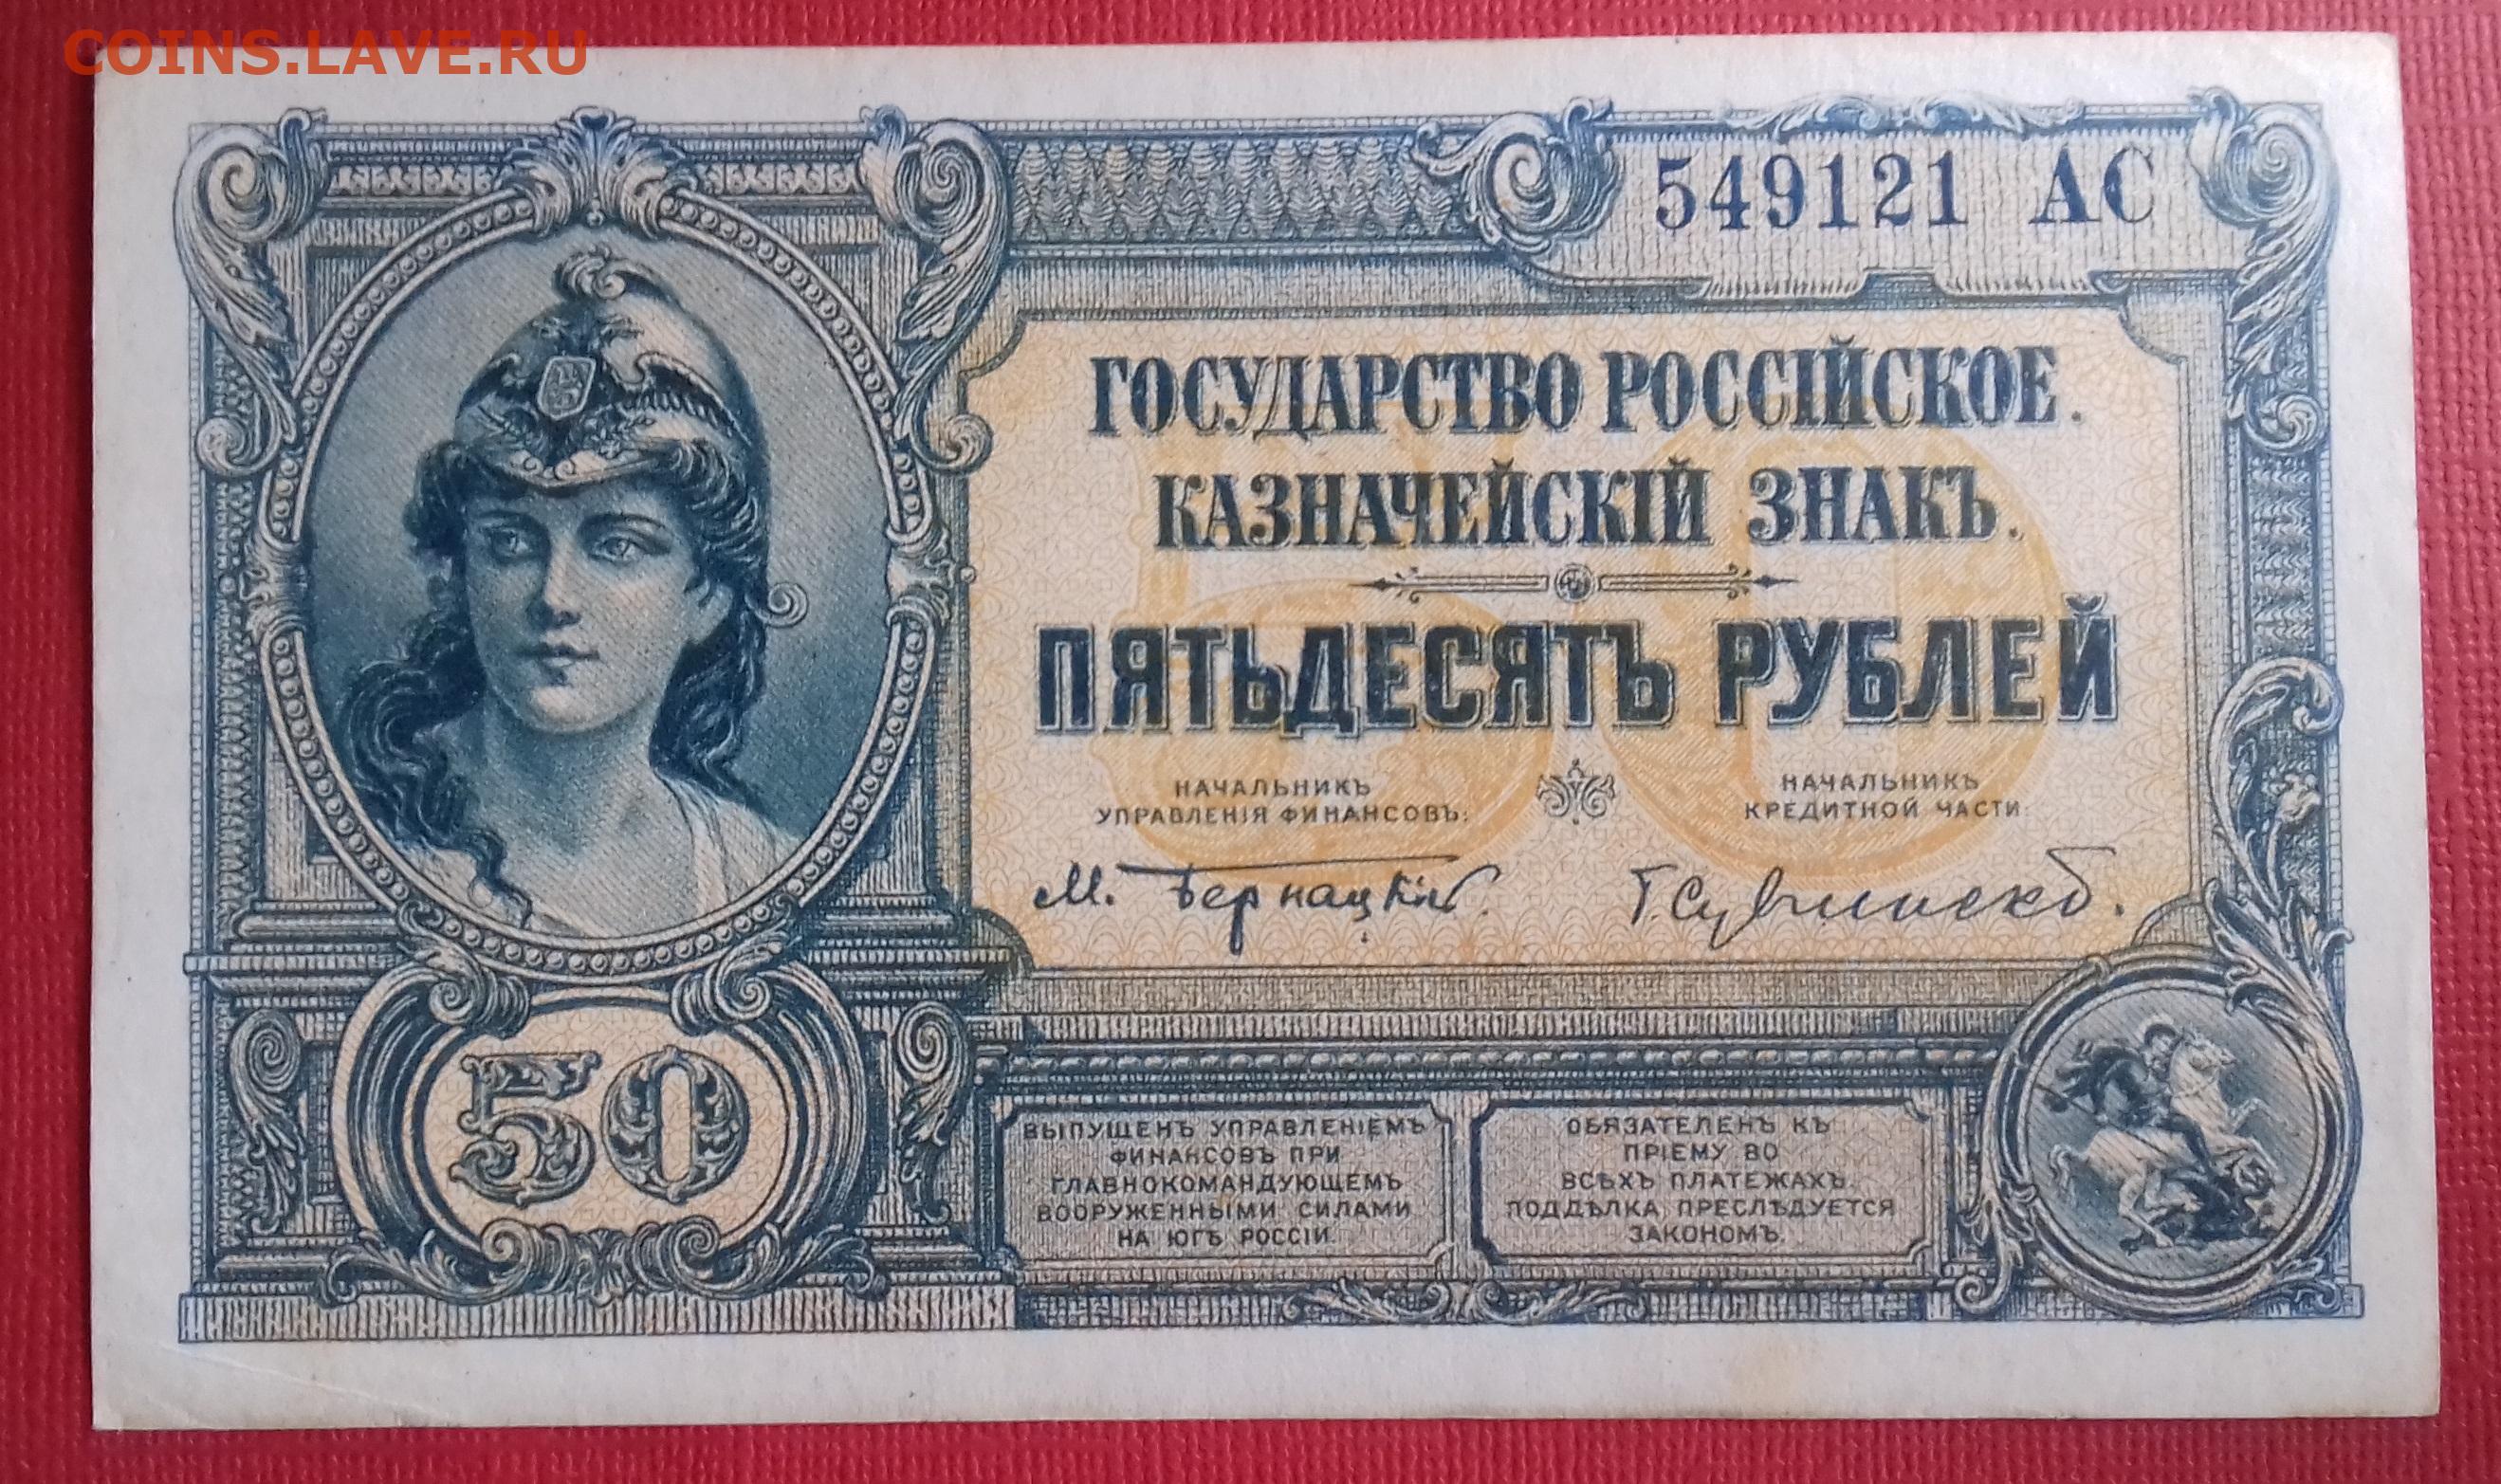 COINS.LAVE.RU
549121 АС
ГОСУДАРСТВО РОССІЙСКОЕ.
КАЗНАЧЕЙСКІЙ ЗНАКЪ.
ПЯТЬДЕСЯТЪ РУБЛЕЙ
НАЧАЛЬНИКЪ
УПРАВЛЕНІЯ ФИНАНСОВЪ:
НАЧАЛЬНИКЪ
КРЕДИТНОЙ ЧАСТИ
М. Бернацкій.
50
ВЫПУЩЕНЪ УПРАВЛЕНІЕМЪ
ФИНАНСОВЪ ПРИ
ГЛАВНОКОМАНДУЮЩЕМЪ
ВООРУЖЕННЫМИ СИЛАМИ
НА ЮГѢ РОССІИ.
ОБЯЗАТЕЛЕНЪ КЪ
ПРІЕМУ ВО
ВСѢХЪ ПЛАТЕЖАХЪ.
ПОДДѢЛКА ПРЕСЛѢДУЕТСЯ
ЗАКОНОМЪ.